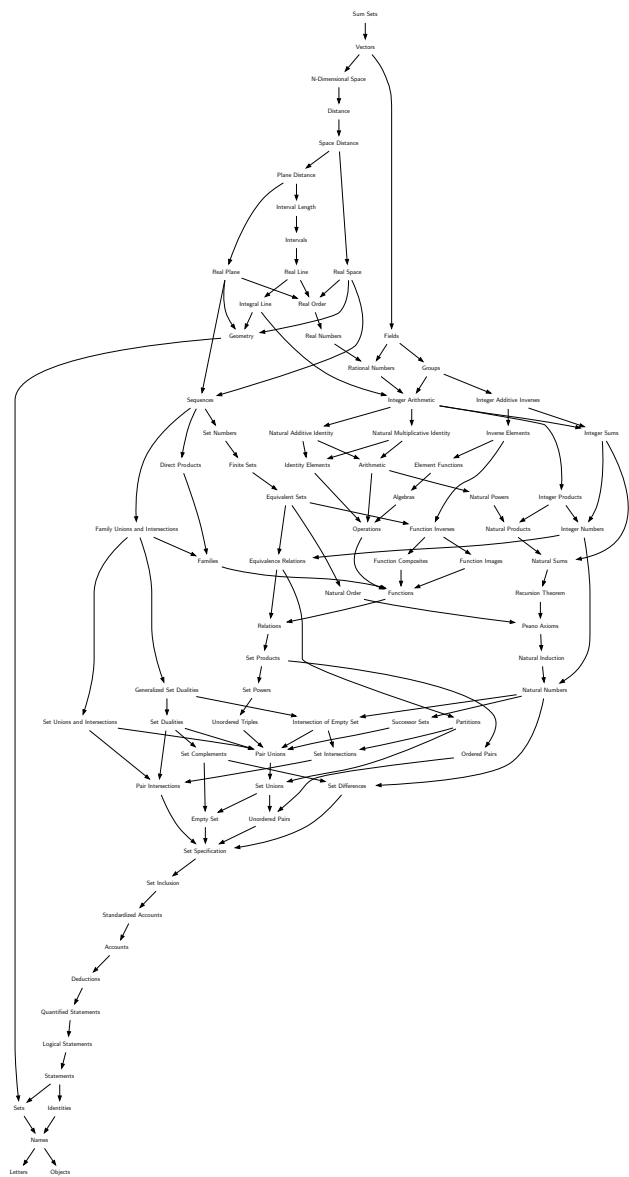 Sum Sets
Vectors
N-Dimensional Space
Distance
Space Distance
Plane Distance
Interval Length
Intervals
Real Plane Real Line Real Space
Integral Line Real Order
Geometry Real Numbers Fields
Rational Numbers Groups
Sequences Integer Arithmetic Integer Additive Inverses
Set Numbers Natural Additive Identity Natural Multiplicative Identity Inverse Elements Integer Sums
Direct Products Finite Sets Identity Elements Arithmetic Element Functions
Equivalent Sets Algebras Natural Powers Integer Products
Family Unions and Intersections Operations Function Inverses Natural Products Integer Numbers
Families Equivalence Relations Function Composites Function Images Natural Sums
Natural Order Functions Recursion Theorem
Relations Peano Axioms
Set Products Natural Induction
Generalized Set Dualities Set Powers Natural Numbers
Set Unions and Intersections Set Dualities Unordered Triples Intersection of Empty Set Successor Sets Partitions
Set Complements Pair Unions Set Intersections Ordered Pairs
Pair Intersections Set Unions Set Differences
Empty Set Unordered Pairs
Set Specification
Set Inclusion
Standardized Accounts
Accounts
Deductions
Quantified Statements
Logical Statements
Statements
Sets Identities
Names
Letters Objects